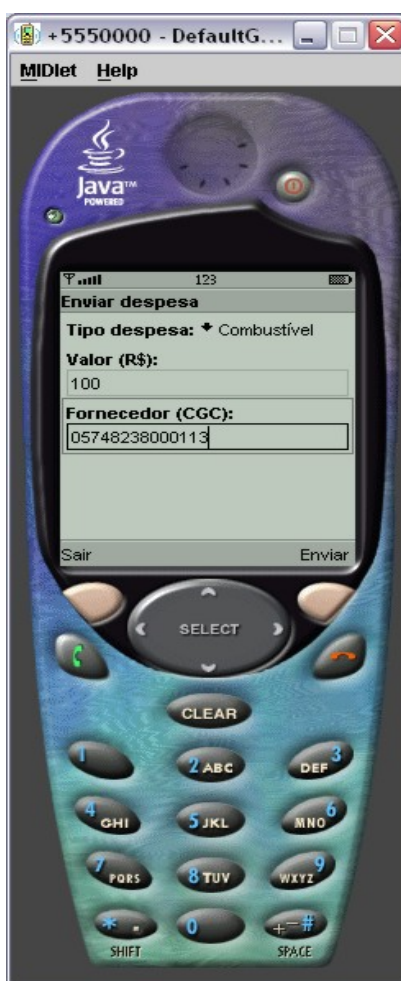 +5550000 - DefaultG...
MIDlet Help
Java™
POWERED
123
Enviar despesa
Tipo despesa: Combustível
Valor (R$):
100
Fornecedor (CGC):
05748238000113
Sair Enviar
SELECT
CLEAR
1 2 ABC DEF 3
4 GHI 5 JKL MNO 6
7 PQRS 8 TUV WXYZ 9
* . 0 +-#
SHIFT SPACE